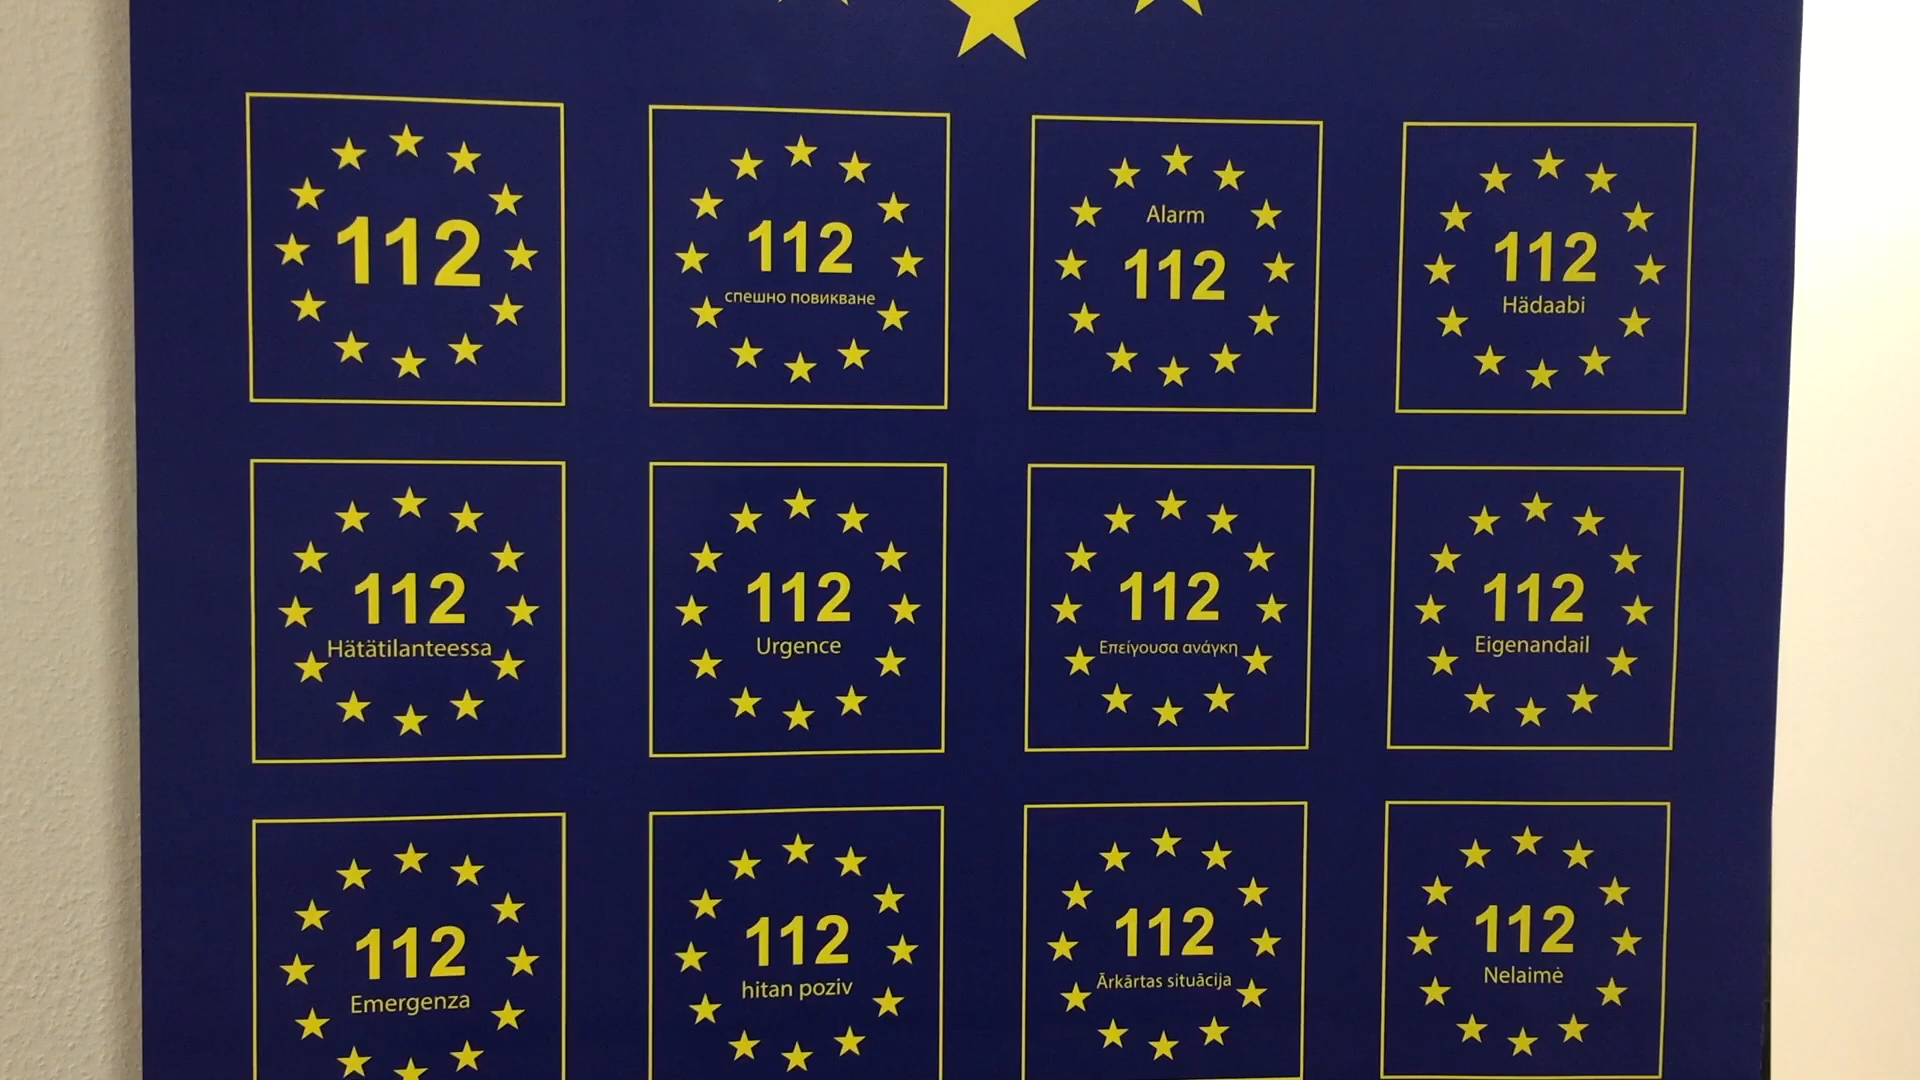 112
112
спешно повикване
Alarm
112
112
Hädaabi
112
Hätätilanteessa
112
Urgence
112
Επείγουσα ανάγκη
112
Eigenandail
112
Emergenza
112
hitan poziv
112
Ārkārtas situācija
112
Nelaimė